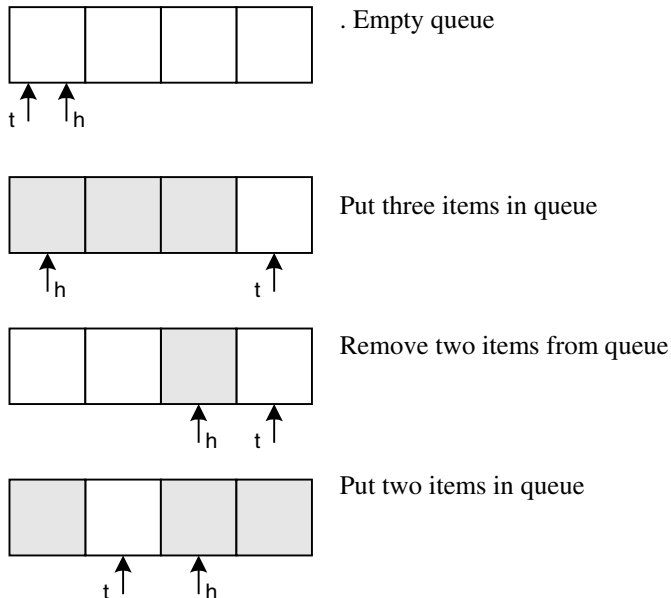 . Empty queue
t h
Put three items in queue
h t
Remove two items from queue
h t
Put two items in queue
t h